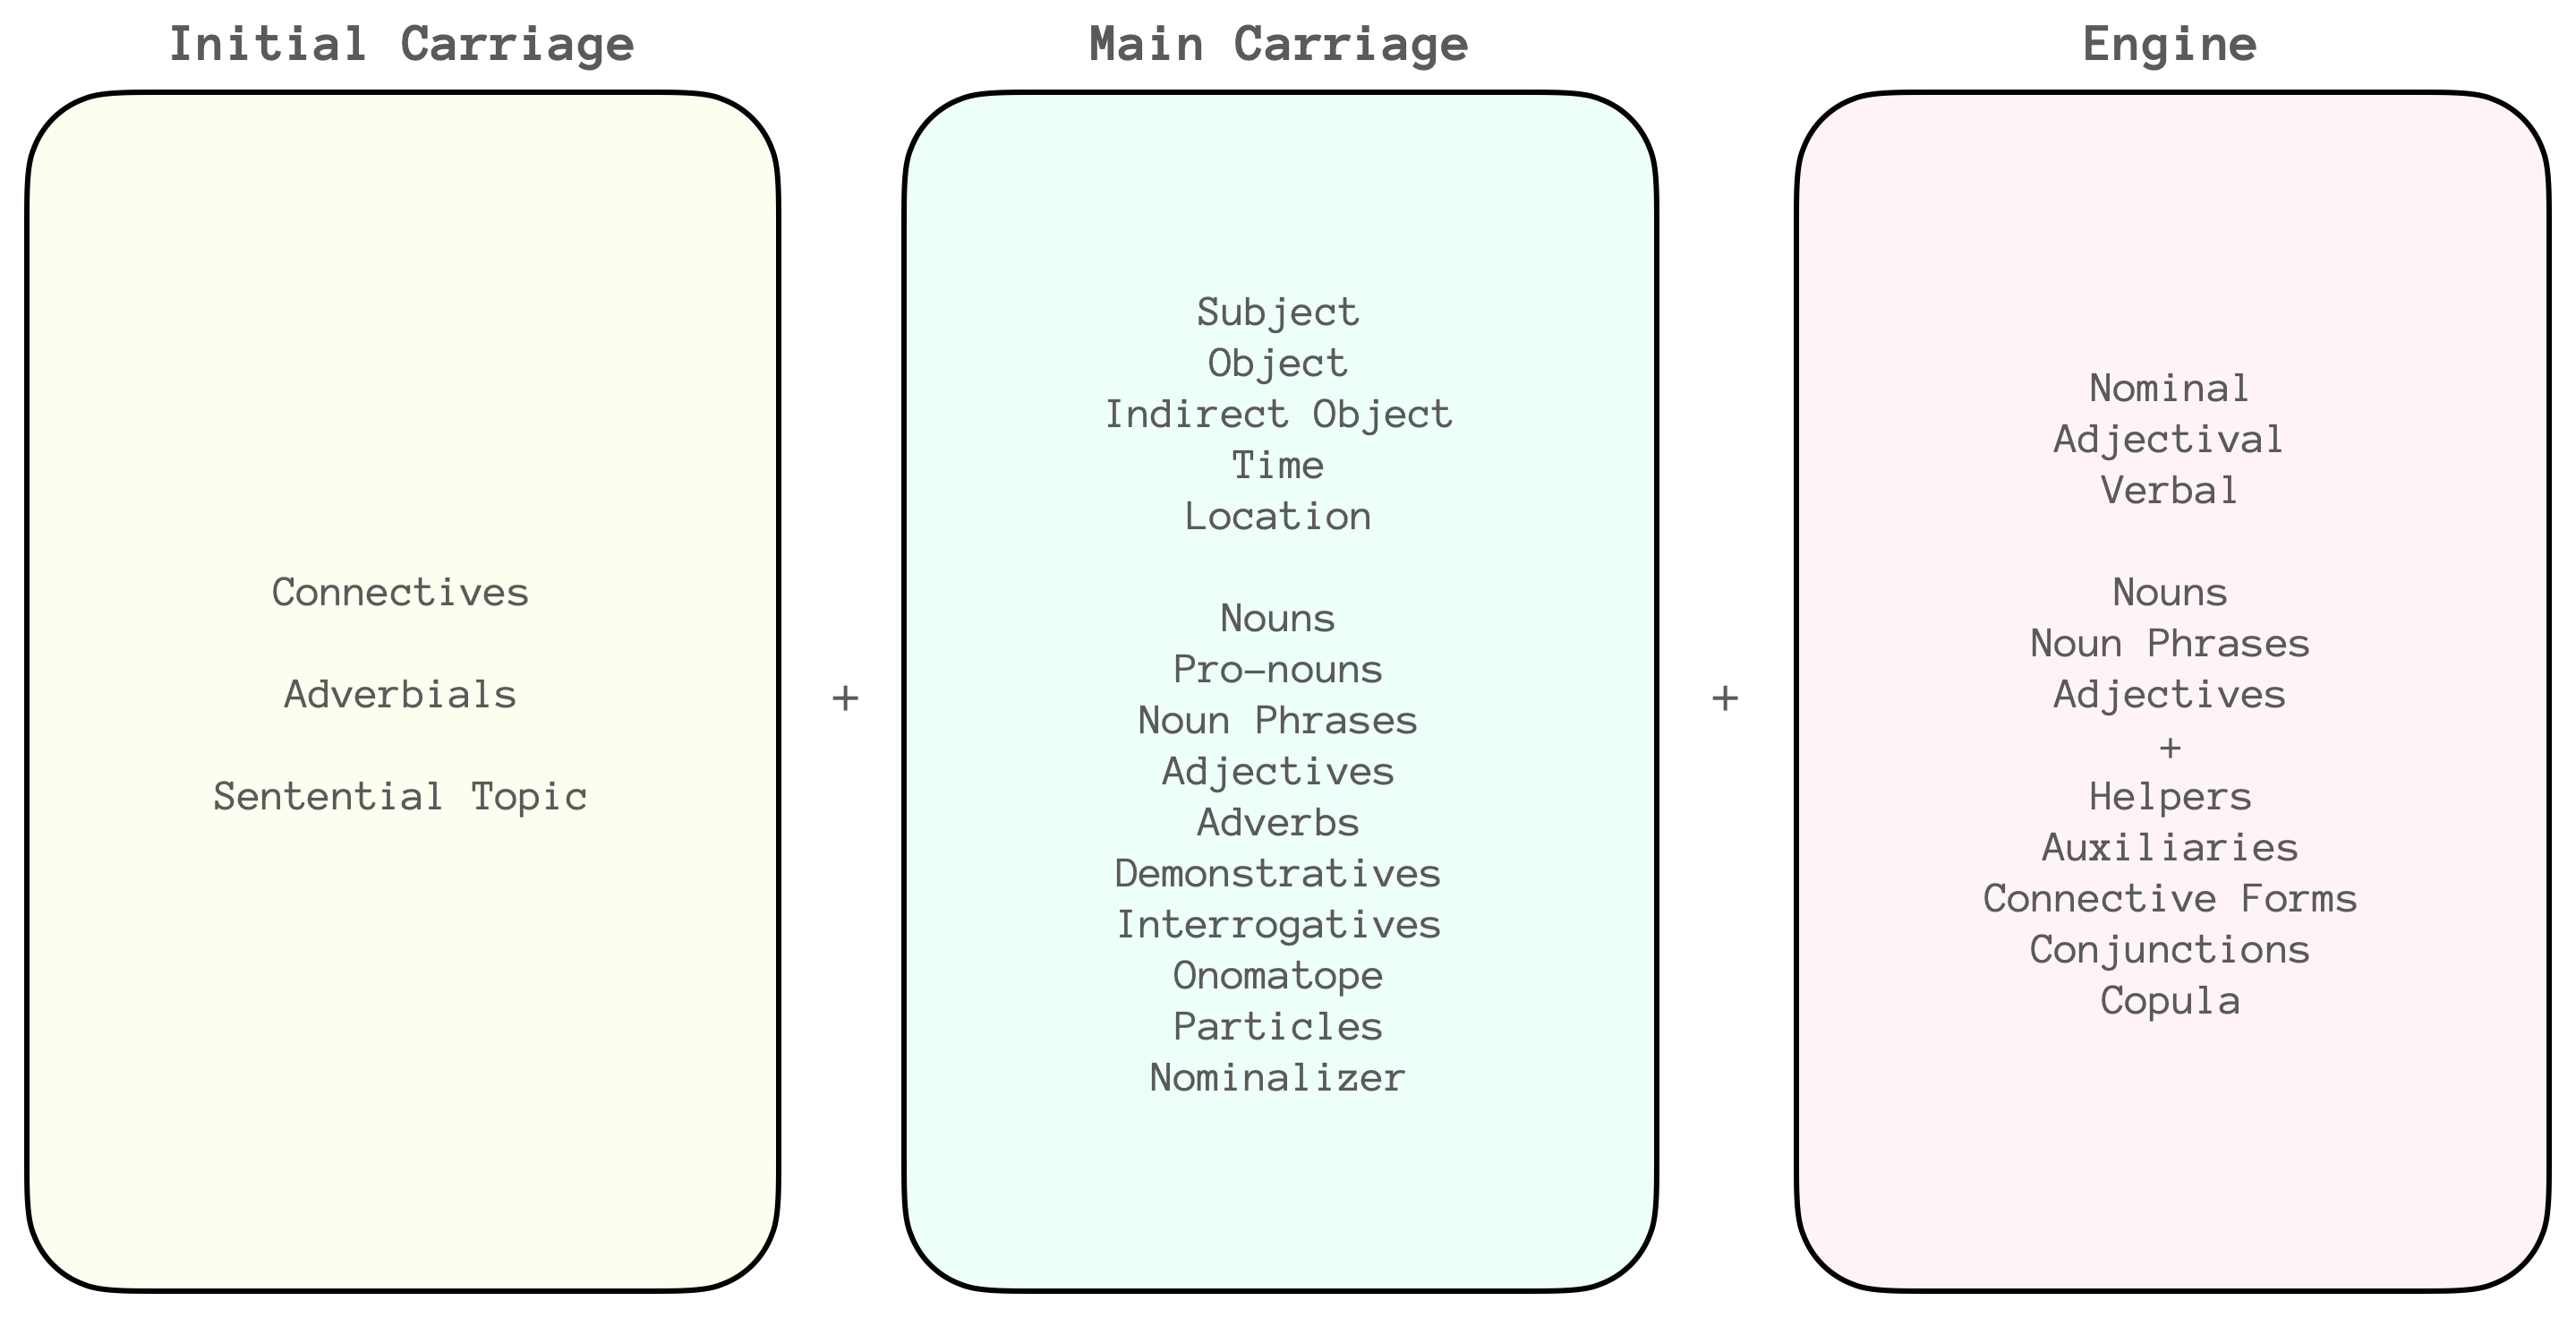 Initial Carriage
Connectives
Adverbials
Sentential Topic
+
Main Carriage
Subject
Object
Indirect Object
Time
Location
Nouns
Pro–nouns
Noun Phrases
Adjectives
Adverbs
Demonstratives
Interrogatives
Onomatope
Particles
Nominalizer
+
Engine
Nominal
Adjectival
Verbal
Nouns
Noun Phrases
Adjectives
+
Helpers
Auxiliaries
Connective Forms
Conjunctions
Copula